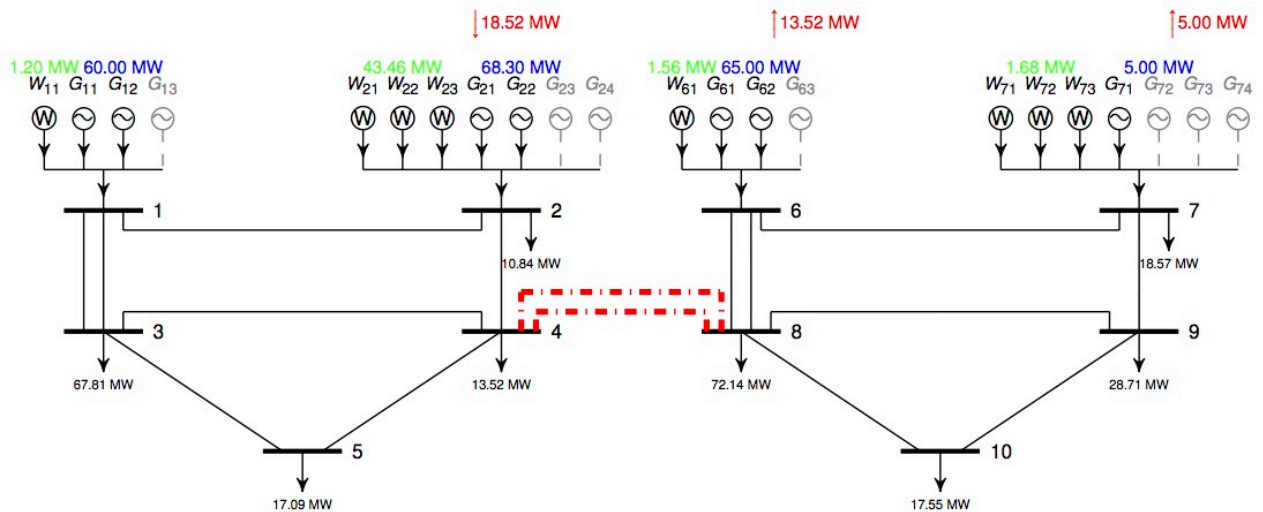 18.52 MW 13.52 MW 5.00 MW
1.20 MW 60.00 MW 43.46 MW 68.30 MW 1.56 MW 65.00 MW 1.68 MW 5.00 MW
W11 G11 G12 G13 W21 W22 W23 G21 G22 G23 G24 W61 G61 G62 G63 W71 W72 W73 G71 G72 G73 G74
W W W W W W W W
1 2 6 7
10.84 MW 18.57 MW
3 4 8 9
67.81 MW 13.52 MW 72.14 MW 28.71 MW
5 10
17.09 MW 17.55 MW